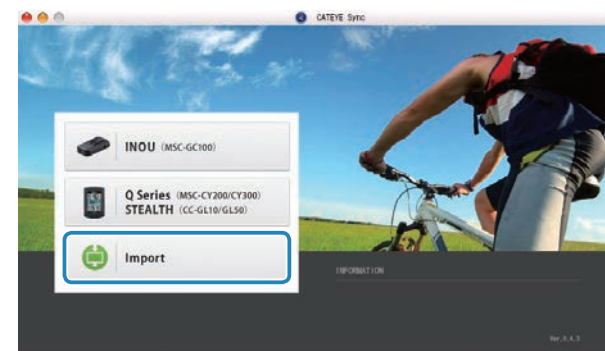 CATEYE Sync
INOU (MSC-GC100)
Q Series (MSC-CY200/CY300)
STEALTH (CC-GL10/GL50)
Import
INFORMATION